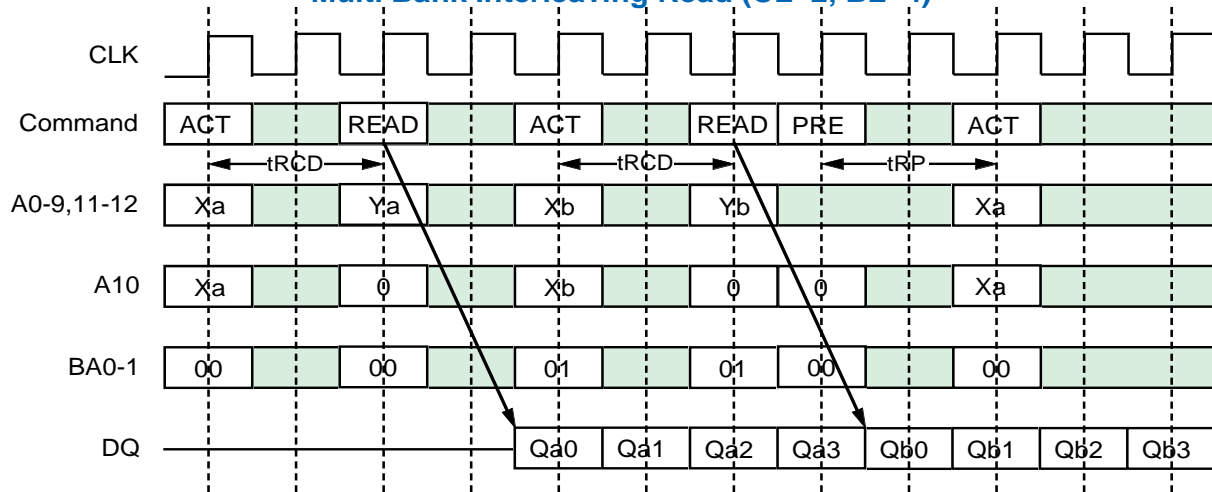 Multi Bank Interleaving Read (CL=2, BL=4)
CLK
Command ACT READ ACT READ PRE ACT
tRCD tRCD tRP
A0-9,11-12 Xa Ya Xb Yb Xa
A10 Xa 0 Xb 0 0 Xa
BA0-1 00 00 01 01 00 00
DQ Qa0 Qa1 Qa2 Qa3 Qb0 Qb1 Qb2 Qb3